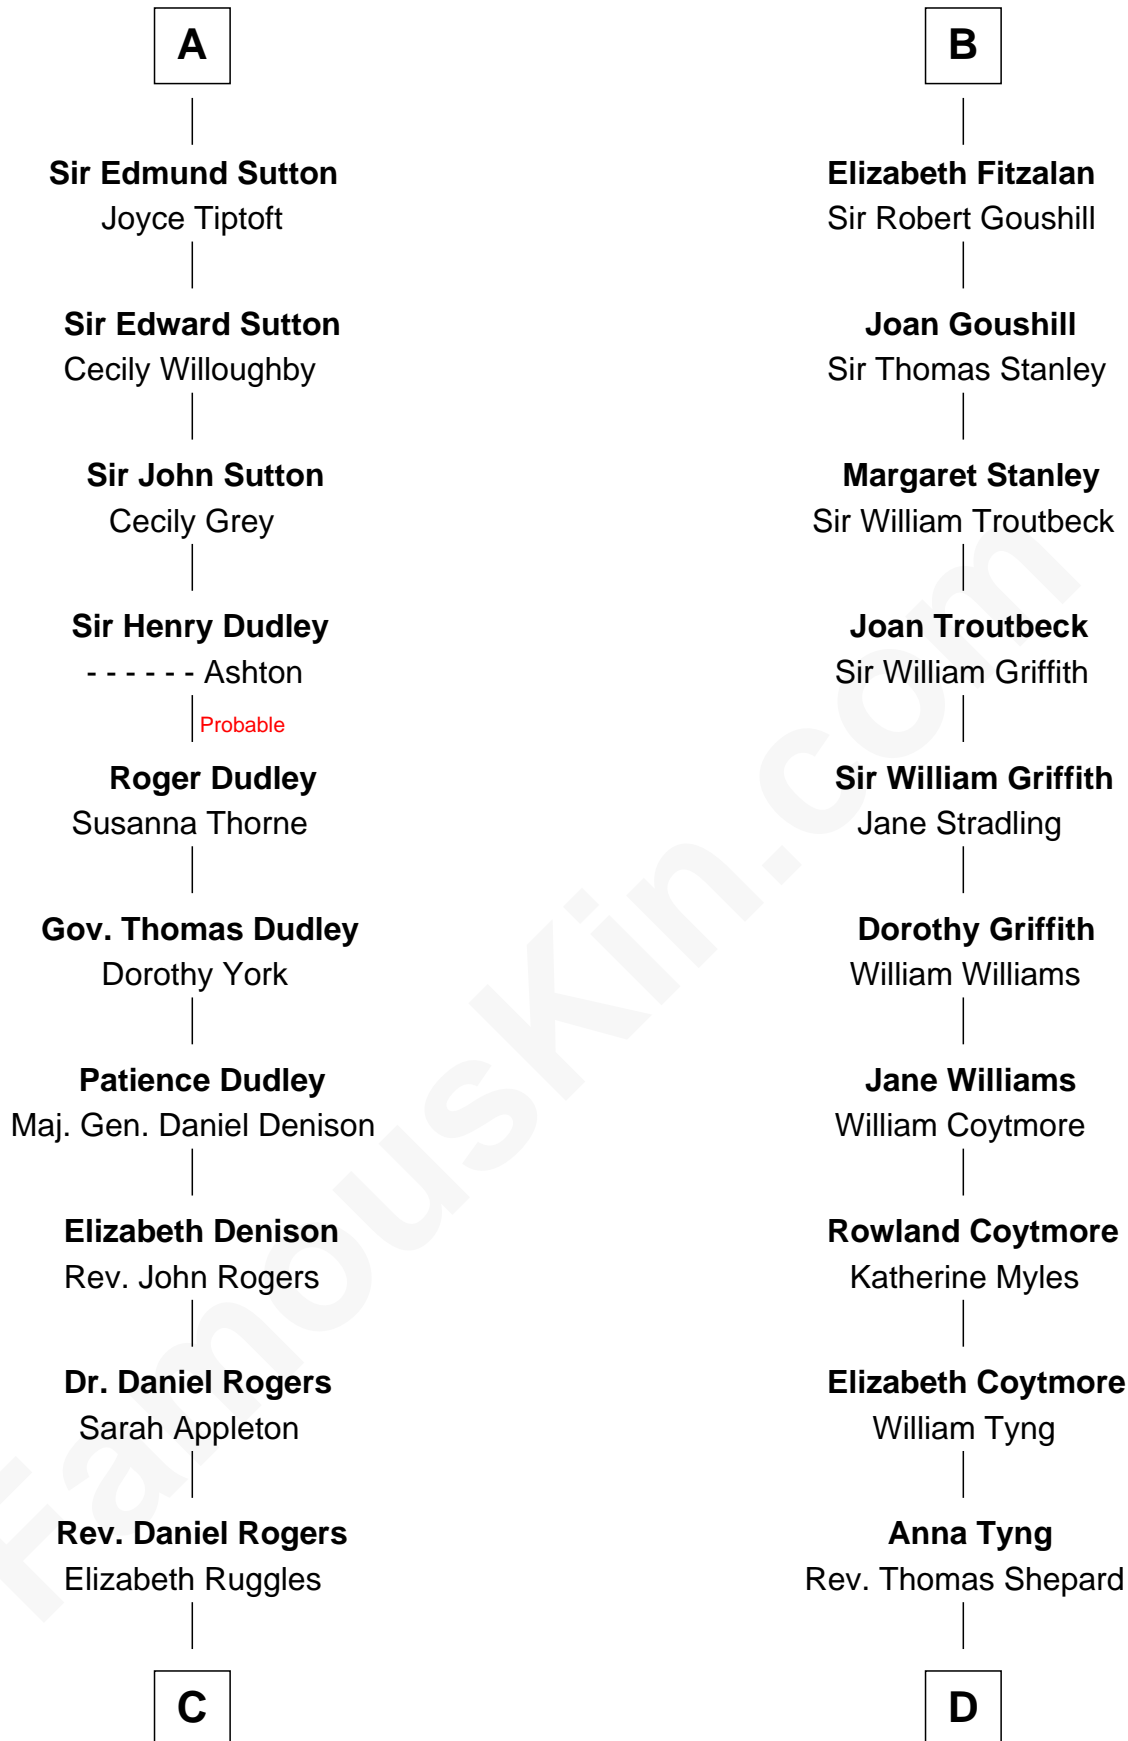 A
Sir Edmund Sutton
Joyce Tiptoft
Sir Edward Sutton
Cecily Willoughby
Sir John Sutton
Cecily Grey
Sir Henry Dudley
- - - - - - Ashton
Probable
Roger Dudley
Susanna Thorne
Gov. Thomas Dudley
Dorothy York
Patience Dudley
Maj. Gen. Daniel Denison
Elizabeth Denison
Rev. John Rogers
Dr. Daniel Rogers
Sarah Appleton
Rev. Daniel Rogers
Elizabeth Ruggles
C
B
Elizabeth Fitzalan
Sir Robert Goushill
Joan Goushill
Sir Thomas Stanley
Margaret Stanley
Sir William Troutbeck
Joan Troutbeck
Sir William Griffith
Sir William Griffith
Jane Stradling
Dorothy Griffith
William Williams
Jane Williams
William Coytmore
Rowland Coytmore
Katherine Myles
Elizabeth Coytmore
William Tyng
Anna Tyng
Rev. Thomas Shepard
D
FamousKin.com